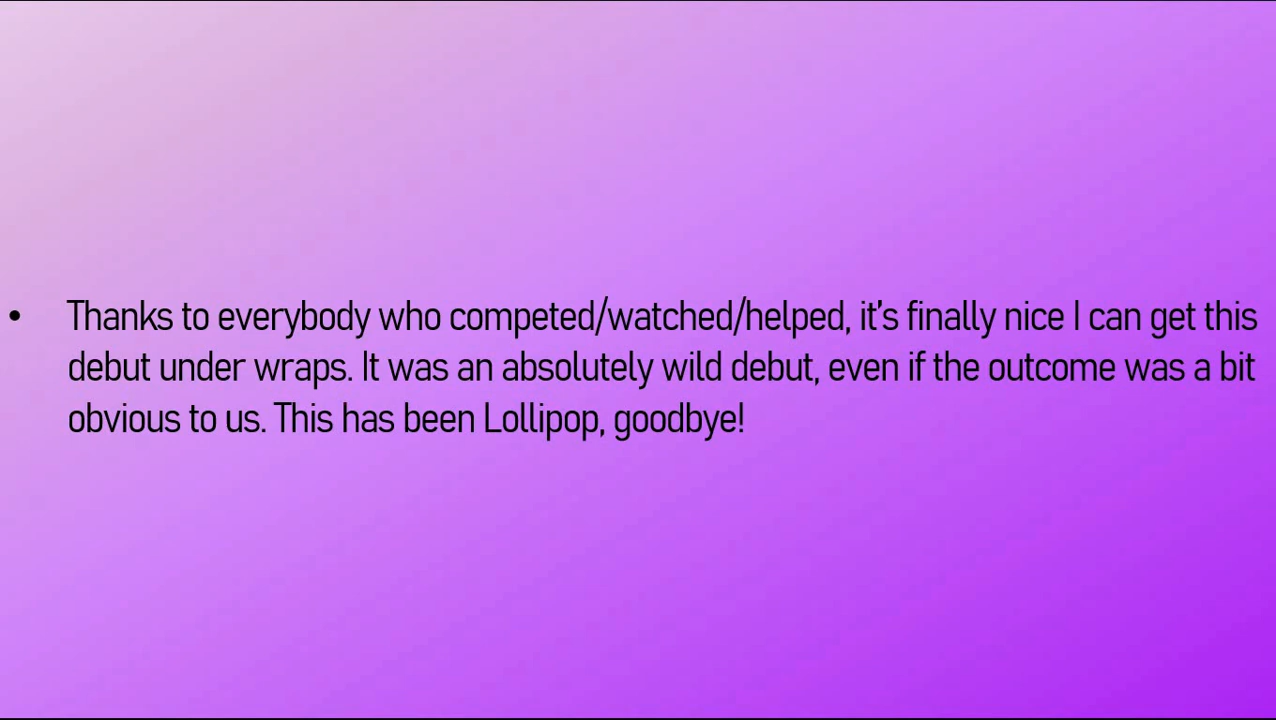 • Thanks to everybody who competed/watched/helped, it’s finally nice I can get this
debut under wraps. It was an absolutely wild debut, even if the outcome was a bit
obvious to us. This has been Lollipop, goodbye!